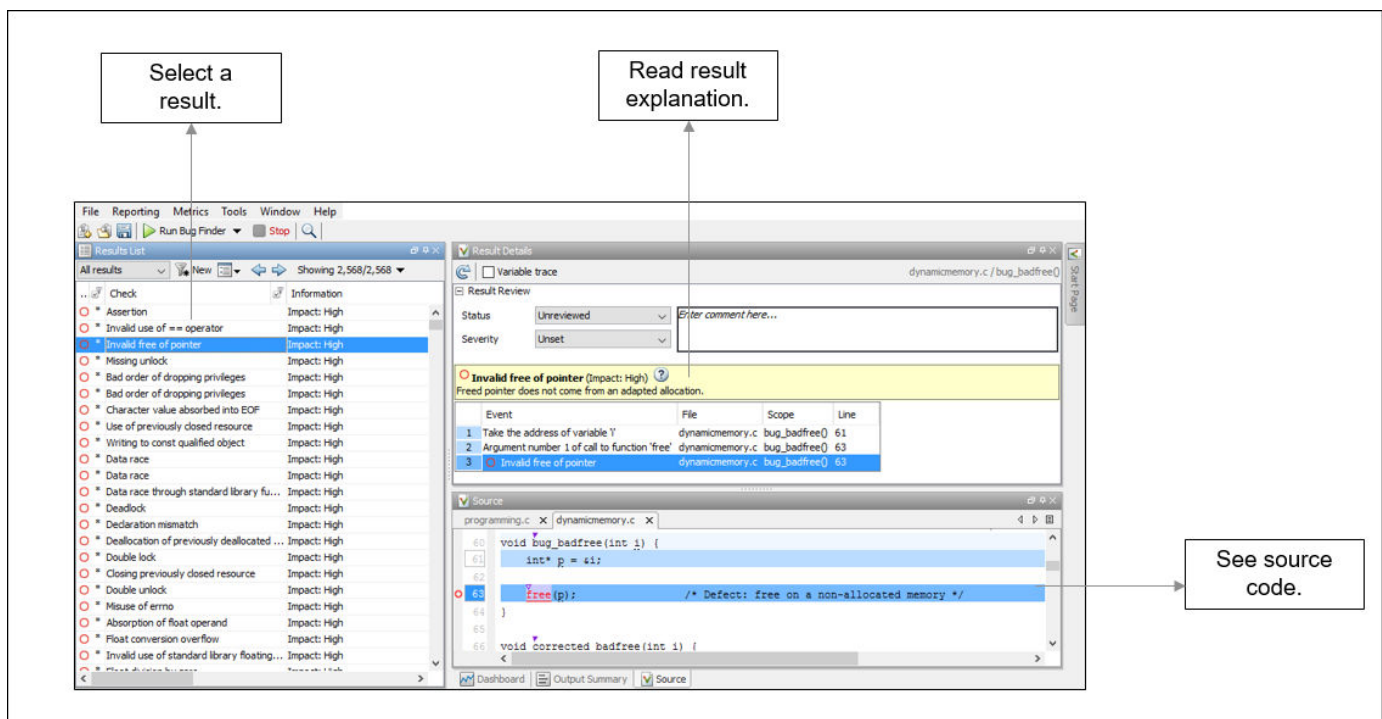 Select a
result.
Read result
explanation.
File Reporting Metrics Tools Window Help
Run Bug Finder Stop
Results List
All results New Showing 2,568/2,568
.. Check Information
Assertion Impact: High
Invalid use of == operator Impact: High
Invalid free of pointer Impact: High
Missing unlock Impact: High
Bad order of dropping privileges Impact: High
Bad order of dropping privileges Impact: High
Character value absorbed into EOF Impact: High
Use of previously closed resource Impact: High
Writing to const qualified object Impact: High
Data race Impact: High
Data race Impact: High
Data race through standard library fu... Impact: High
Deadlock Impact: High
Declaration mismatch Impact: High
Deallocation of previously deallocated ... Impact: High
Double lock Impact: High
Closing previously closed resource Impact: High
Double unlock Impact: High
Misuse of errno Impact: High
Absorption of float operand Impact: High
Float conversion overflow Impact: High
Invalid use of standard library floating... Impact: High
Result Details
Variable trace dynamicmemory.c / bug_badfree()
Result Review
Status Unreviewed Enter comment here...
Severity Unset
Invalid free of pointer (Impact: High) ?
Freed pointer does not come from an adapted allocation.
Event File Scope Line
1 Take the address of variable 'i' dynamicmemory.c bug_badfree() 61
2 Argument number 1 of call to function 'free' dynamicmemory.c bug_badfree() 63
3 Invalid free of pointer dynamicmemory.c bug_badfree() 63
Start Page
Source
programming.c dynamicmemory.c
60 void bug_badfree(int i) {
61 int* p = &i;
62
63 free(p); /* Defect: free on a non-allocated memory */
64 }
65
66 void corrected badfree(int i) {
Dashboard Output Summary Source
See source
code.